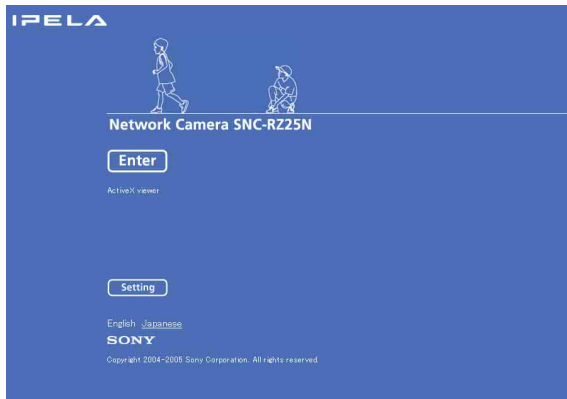 IPELA
Network Camera SNC-RZ25N
Enter
ActiveX viewer
Setting
English Japanese
SONY
Copyright 2004-2005 Sony Corporation. All rights reserved.